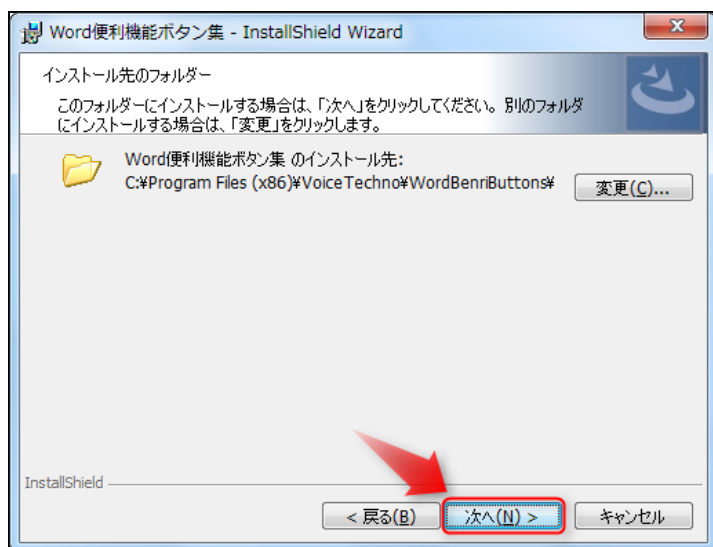 Word便利機能ボタン集 - InstallShield Wizard
インストール先のフォルダー
このフォルダーにインストールする場合は、「次へ」をクリックしてください。別のフォルダ
にインストールする場合は、「変更」をクリックします。
Word便利機能ボタン集 のインストール先:
C:¥Program Files (x86)¥VoiceTechno¥WordBenriButtons¥
変更(C)...
InstallShield
< 戻る(B)
次へ(N) >
キャンセル